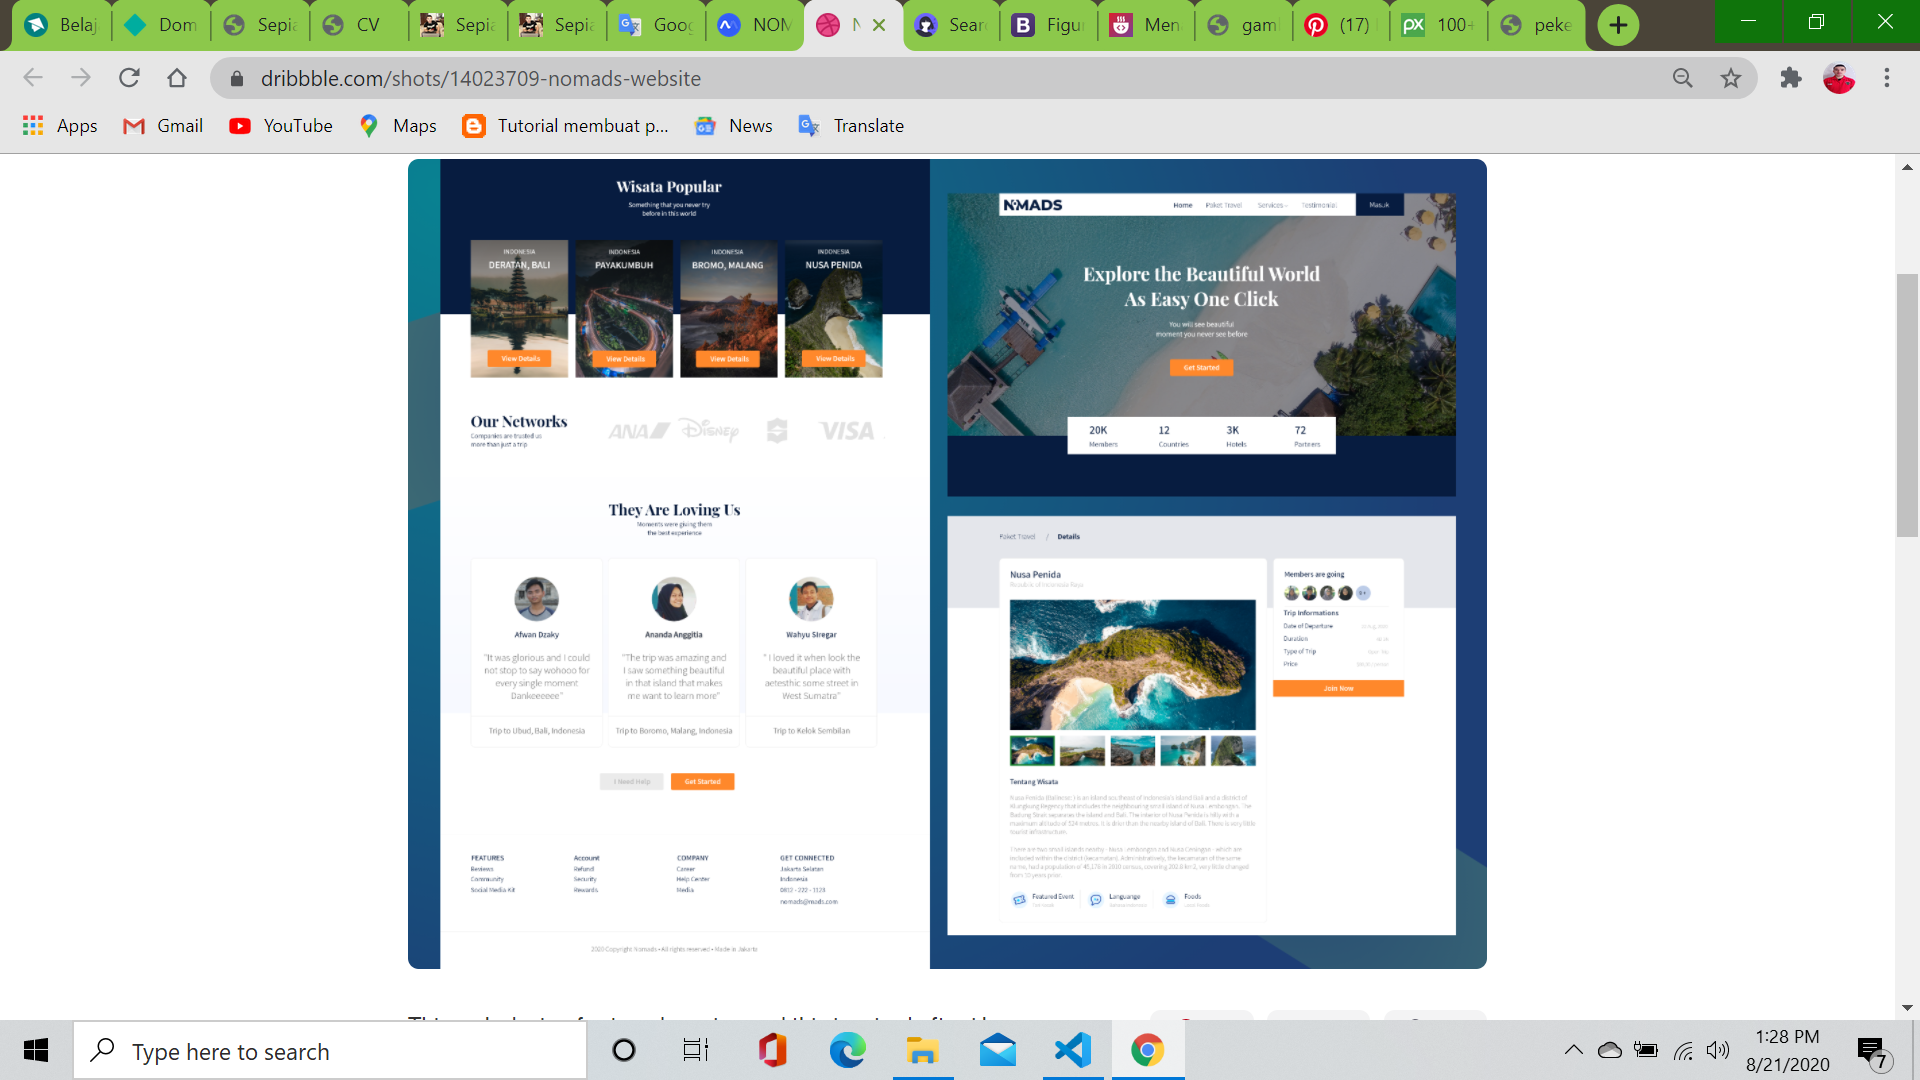 Belaj
Dom
Sepia
CV
Sepia
Sepia
Goog
NOM
N
Sear
Figu
Men
gaml
(17)
100+
peke
dribbble.com/shots/14023709-nomads-website
Apps
Gmail
YouTube
Maps
Tutorial membuat p...
News
Translate
Wisata Popular
Something that you never try
before in this world
INDONESIA
DERATAN, BALI
View Details
INDONESIA
PAYAKUMBUH
View Details
INDONESIA
BROMO, MALANG
View Details
INDONESIA
NUSA PENIDA
View Details
Our Networks
Companies are trusted us
more than just a trip
ANA
Disney
VISA
They Are Loving Us
Moments were giving them
the best experience
Afwan Dzaky
"It was glorious and I could
not stop to say wohooo for
every single moment
Dankeeeeee"
Trip to Ubud, Bali, Indonesia
Ananda Anggitia
"The trip was amazing and
I saw something beautiful
in that island that makes
me want to learn more"
Trip to Boromo, Malang, Indonesia
Wahyu Siregar
" I loved it when look the
beautiful place with
aetesthic some street in
West Sumatra"
Trip to Kelok Sembilan
I Need Help
Get Started
FEATURES
Reviews
Community
Social Media Kit
Account
Refund
Security
Rewards
COMPANY
Career
Help Center
Media
GET CONNECTED
Jakarta Selatan
Indonesia
0812 - 222 - 1123
nomads@mads.com
2020 Copyright Nomads • All rights reserved • Made in Jakarta
NOMADS
Home
Paket Travel
Services
Testimonial
Masuk
Explore the Beautiful World
As Easy One Click
You will see beautiful
moment you never see before
Get Started
20K
Members
12
Countries
3K
Hotels
72
Partners
Paket Travel / Details
Nusa Penida
Republic of Indonesia Raya
Tentang Wisata
Featured Event
Languange
Foods
Members are going
9+
Trip Informations
Date of Departure
Duration
Type of Trip
Price
Join Now
Type here to search
1:28 PM
8/21/2020
7